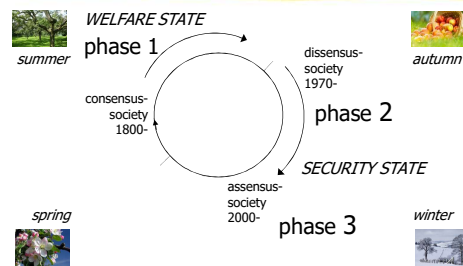 WELFARE STATE
phase 1
summer
dissensus-
society
1970-
autumn
consensus-
society
1800-
phase 2
SECURITY STATE
assensus-
society
2000-
phase 3
spring
winter